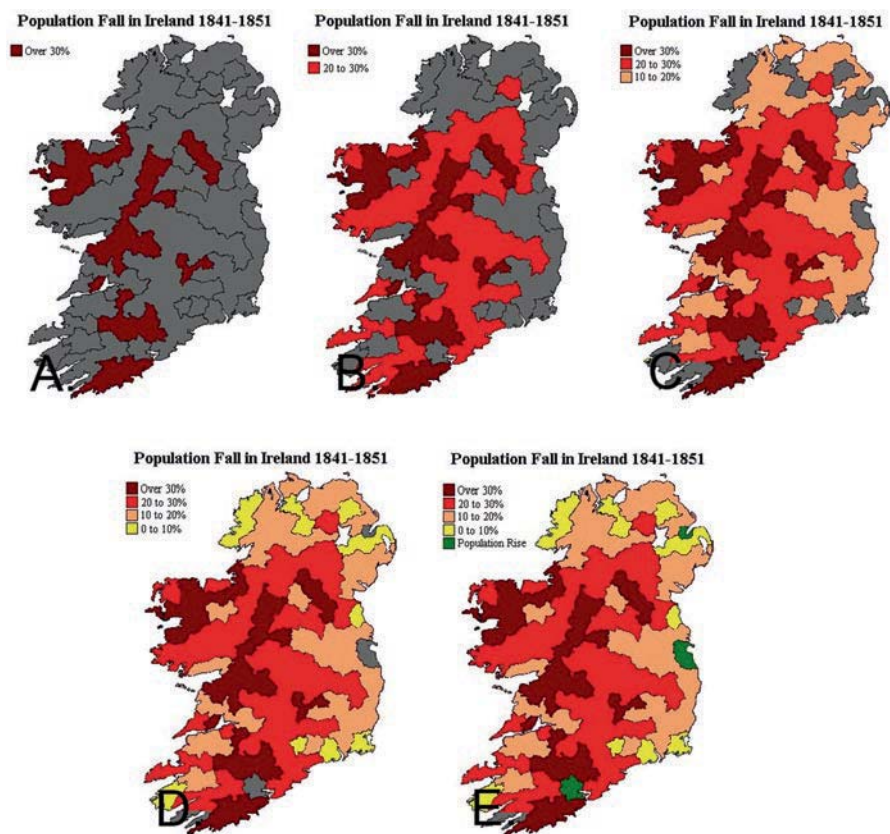 Population Fall in Ireland 1841-1851
Over 30%
A.
Population Fall in Ireland 1841-1851
Over 30%
20 to 30%
B
Population Fall in Ireland 1841-1851
Over 30%
20 to 30%
10 to 20%
C
Population Fall in Ireland 1841-1851
Over 30%
20 to 30%
10 to 20%
0 to 10%
D
Population Fall in Ireland 1841-1851
Over 30%
20 to 30%
10 to 20%
0 to 10%
Population Rise
E